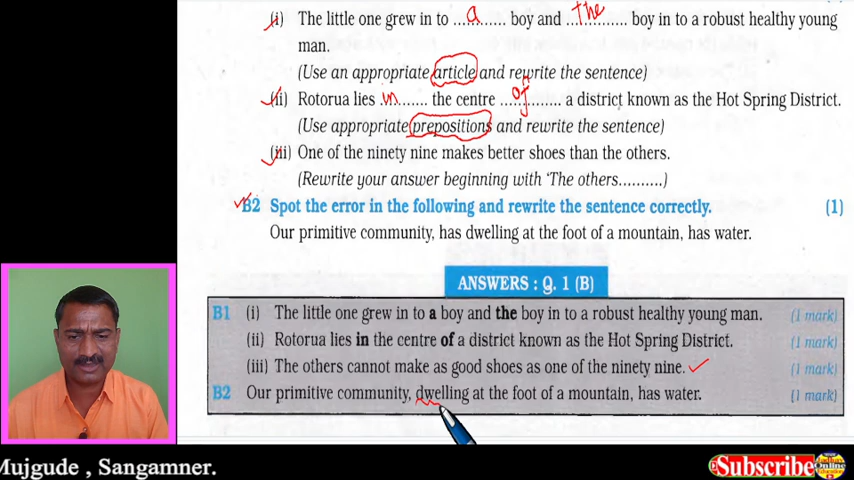 (i) The little one grew in to ....a.... boy and ....the.... boy in to a robust healthy young
man.
(Use an appropriate article and rewrite the sentence)
(ii) Rotorua lies ..in...... the centre ...of........ a district known as the Hot Spring District.
(Use appropriate prepositions and rewrite the sentence)
(iii) One of the ninety nine makes better shoes than the others.
(Rewrite your answer beginning with 'The others.........)
B2 Spot the error in the following and rewrite the sentence correctly. (1)
Our primitive community, has dwelling at the foot of a mountain, has water.
ANSWERS : Q. 1 (B)
B1 (i) The little one grew in to a boy and the boy in to a robust healthy young man. (1 mark)
(ii) Rotorua lies in the centre of a district known as the Hot Spring District. (1 mark)
(iii) The others cannot make as good shoes as one of the ninety nine. (1 mark)
B2 Our primitive community, dwelling at the foot of a mountain, has water. (1 mark)
Mujgude , Sangamner.
Subscribe
Online